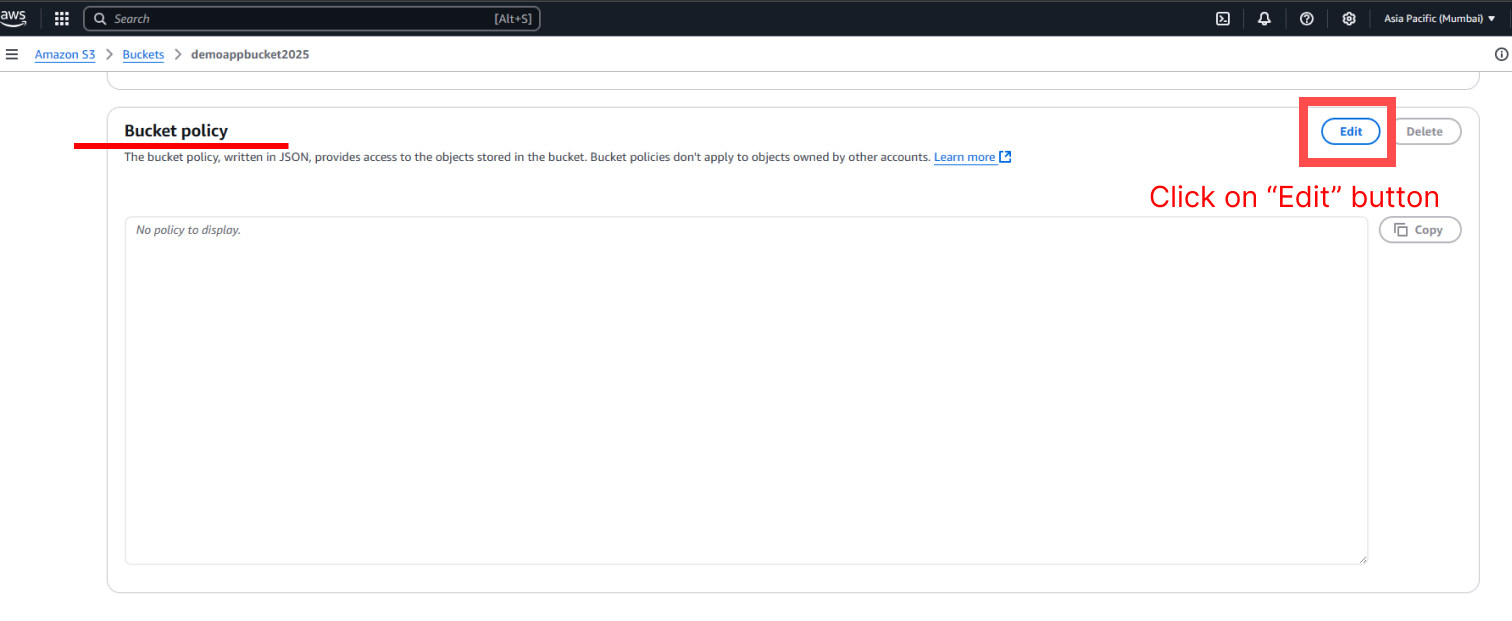 aws Search [Alt+S] Asia Pacific (Mumbai)
Amazon S3 Buckets demoappbucket2025
Bucket policy Edit Delete
The bucket policy, written in JSON, provides access to the objects stored in the bucket. Bucket policies don't apply to objects owned by other accounts. Learn more
Click on “Edit” button
No policy to display. Copy